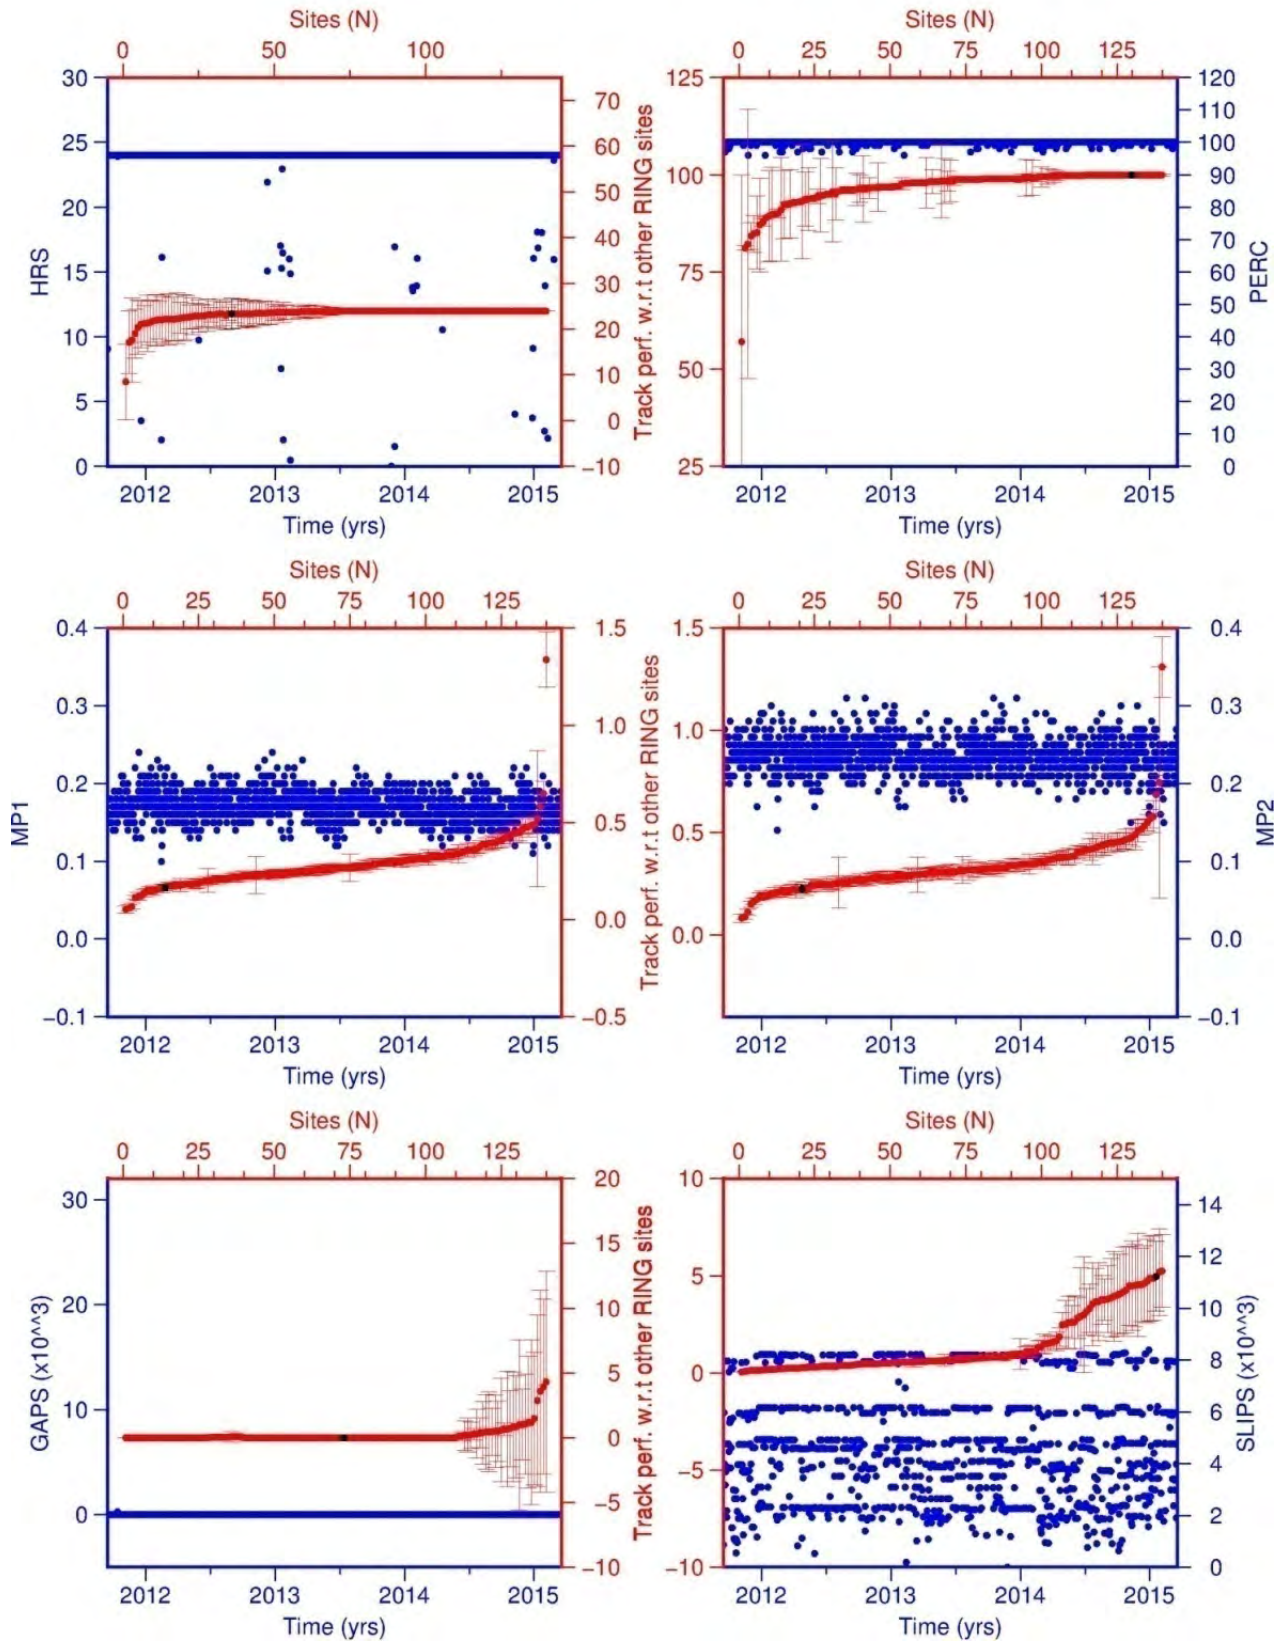 Sites (N) Sites (N)
0 50 100 0 25 50 75 100 125
30 25 20 15 10 5 0
HRS
70 60 50 40 30 20 10 0 −10
Track perf. w.r.t other RING sites
125 100 75 50 25
120 110 100 90 80 70 60 50 40 30 20 10 0
PERC
2012 2013 2014 2015 2012 2013 2014 2015
Time (yrs) Time (yrs)
Sites (N) Sites (N)
0 25 50 75 100 125 0 25 50 75 100 125
0.4 0.3 0.2 0.1 0.0 −0.1
MP1
1.5 1.0 0.5 0.0 −0.5
Track perf. w.r.t other RING sites
1.5 1.0 0.5 0.0
0.4 0.3 0.2 0.1 0.0 −0.1
MP2
2012 2013 2014 2015 2012 2013 2014 2015
Time (yrs) Time (yrs)
Sites (N) Sites (N)
0 25 50 75 100 125 0 25 50 75 100 125
30 20 10 0
GAPS (x10^^3)
20 15 10 5 0 −5 −10
Track perf. w.r.t other RING sites
10 5 0 −5 −10
14 12 10 8 6 4 2 0
SLIPS (x10^^3)
2012 2013 2014 2015 2012 2013 2014 2015
Time (yrs) Time (yrs)